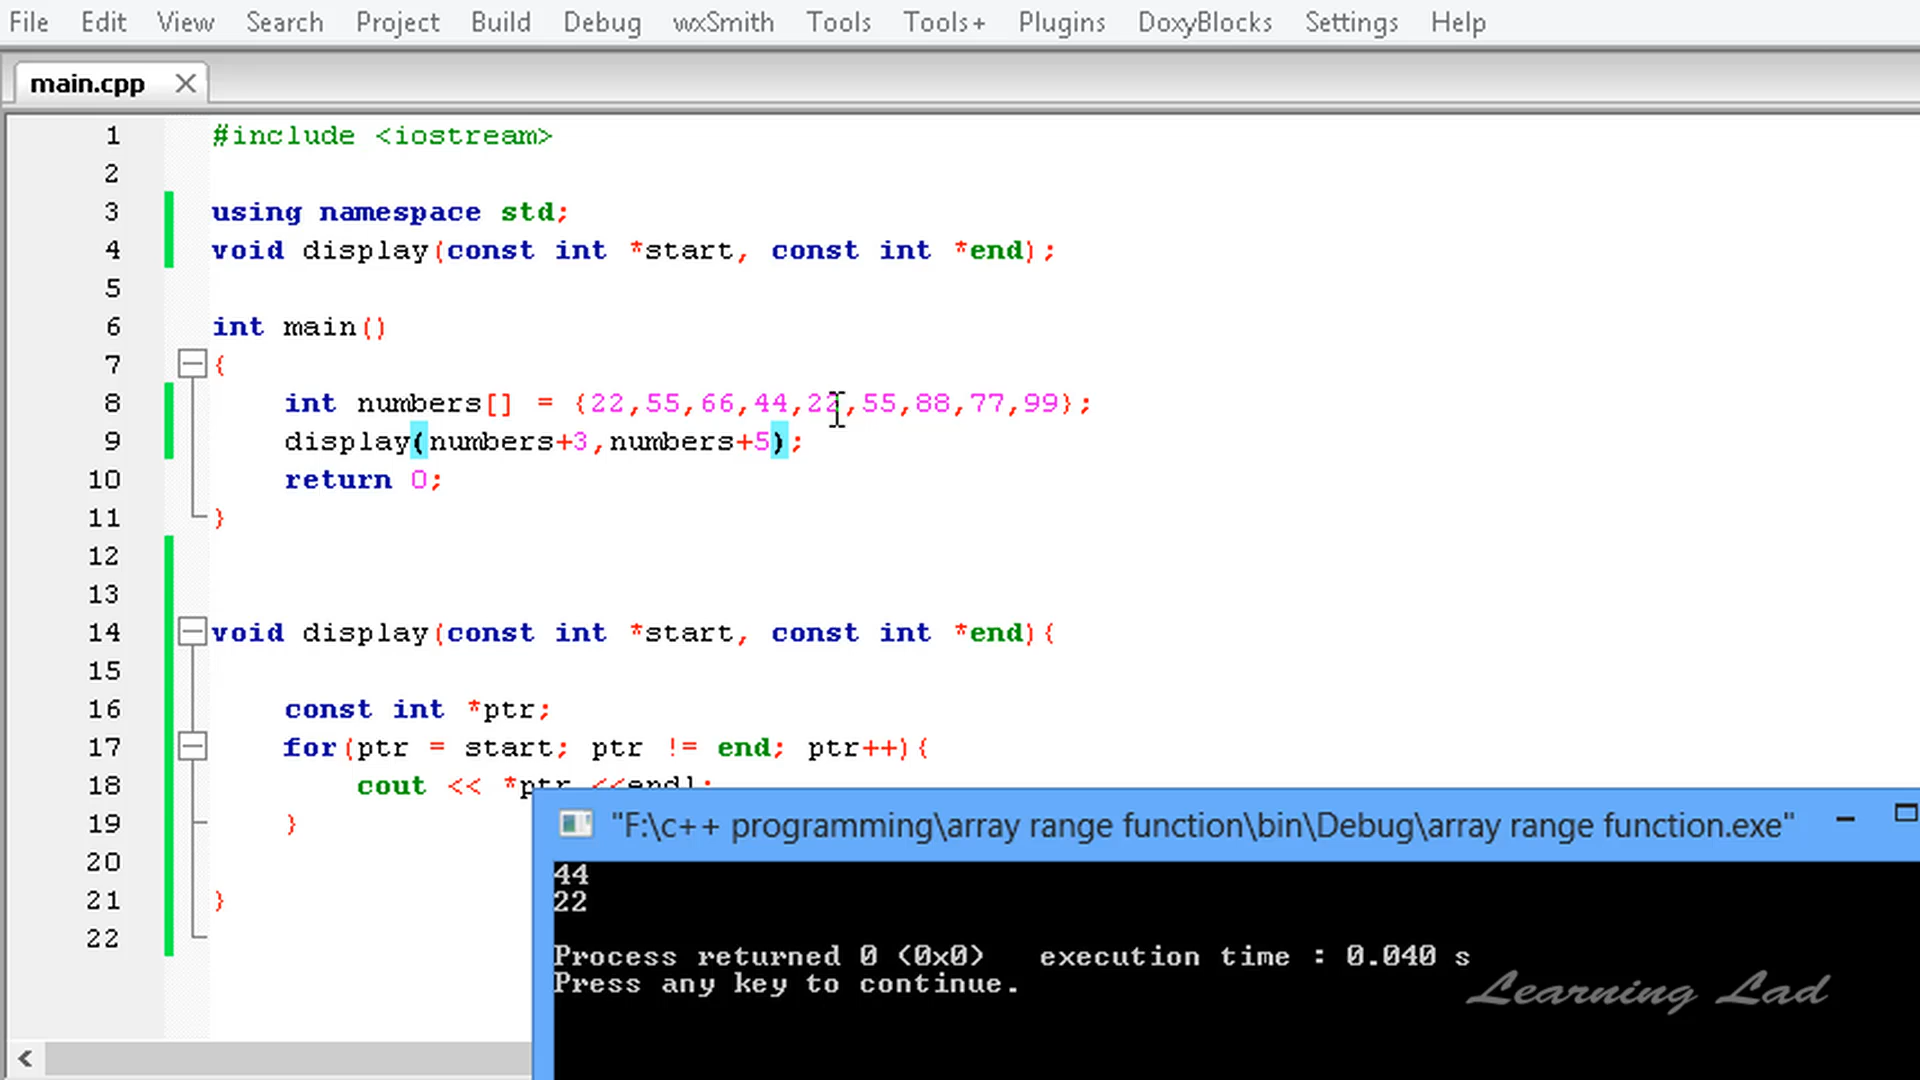 File Edit View Search Project Build Debug wxSmith Tools Tools+ Plugins DoxyBlocks Settings Help
main.cpp
1 #include <iostream>
2
3 using namespace std;
4 void display(const int *start, const int *end);
5
6 int main()
7 {
8 int numbers[] = {22,55,66,44,22,55,88,77,99};
9 display(numbers+3,numbers+5);
10 return 0;
11 }
12
13
14 void display(const int *start, const int *end){
15
16 const int *ptr;
17 for(ptr = start; ptr != end; ptr++){
18 cout << *ptr <<endl;
19 }
20
21 }
22
"F:\c++ programming\array range function\bin\Debug\array range function.exe"
44
22
Process returned 0 (0x0) execution time : 0.040 s
Press any key to continue.
Learning Lad